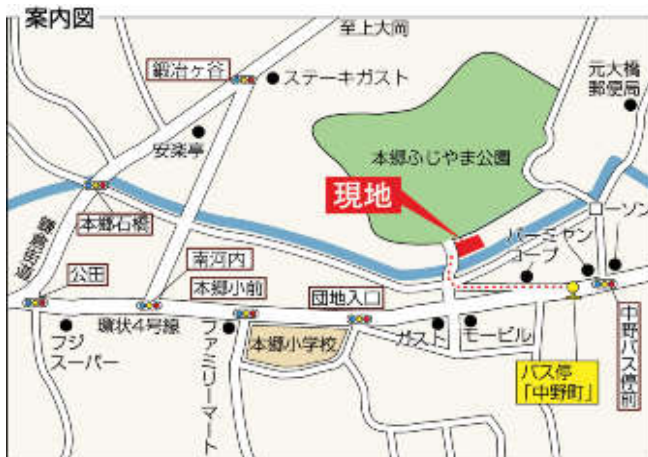 案内図
至上大岡
鍛冶ヶ谷
ステーキガスト
元大橋
郵便局
安楽亭
本郷ふじやま公園
現地
本郷石橋
鎌倉街道
ローソン
バーミヤン
コープ
公田
南河内
本郷小前
団地入口
環状4号線
フジ
スーパー
ファミリーマート
本郷小学校
ガスト
モービル
バス停
「中野町」
中野バス停前